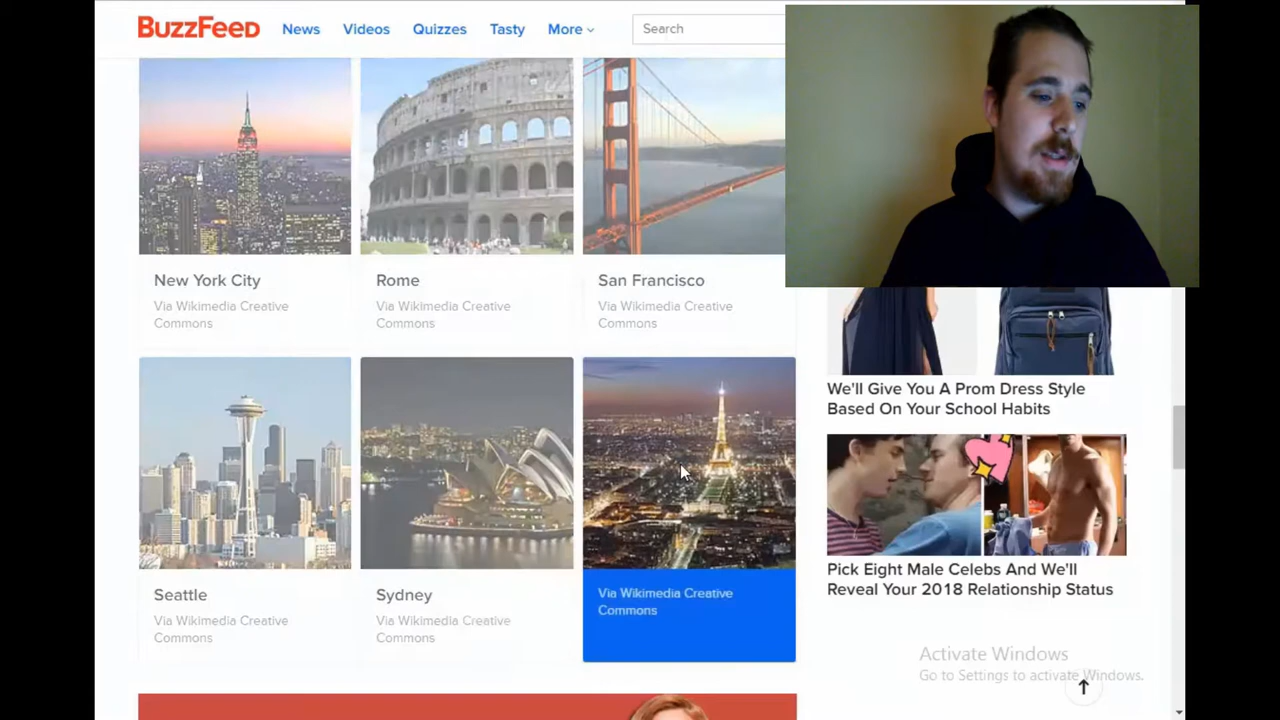 BuzzFeed News Videos Quizzes Tasty More Search
New York City
Via Wikimedia Creative
Commons
Rome
Via Wikimedia Creative
Commons
San Francisco
Via Wikimedia Creative
Commons
Seattle
Via Wikimedia Creative
Commons
Sydney
Via Wikimedia Creative
Commons
Via Wikimedia Creative
Commons
We'll Give You A Prom Dress Style
Based On Your School Habits
Pick Eight Male Celebs And We'll
Reveal Your 2018 Relationship Status
Activate Windows
Go to Settings to activate Windows.